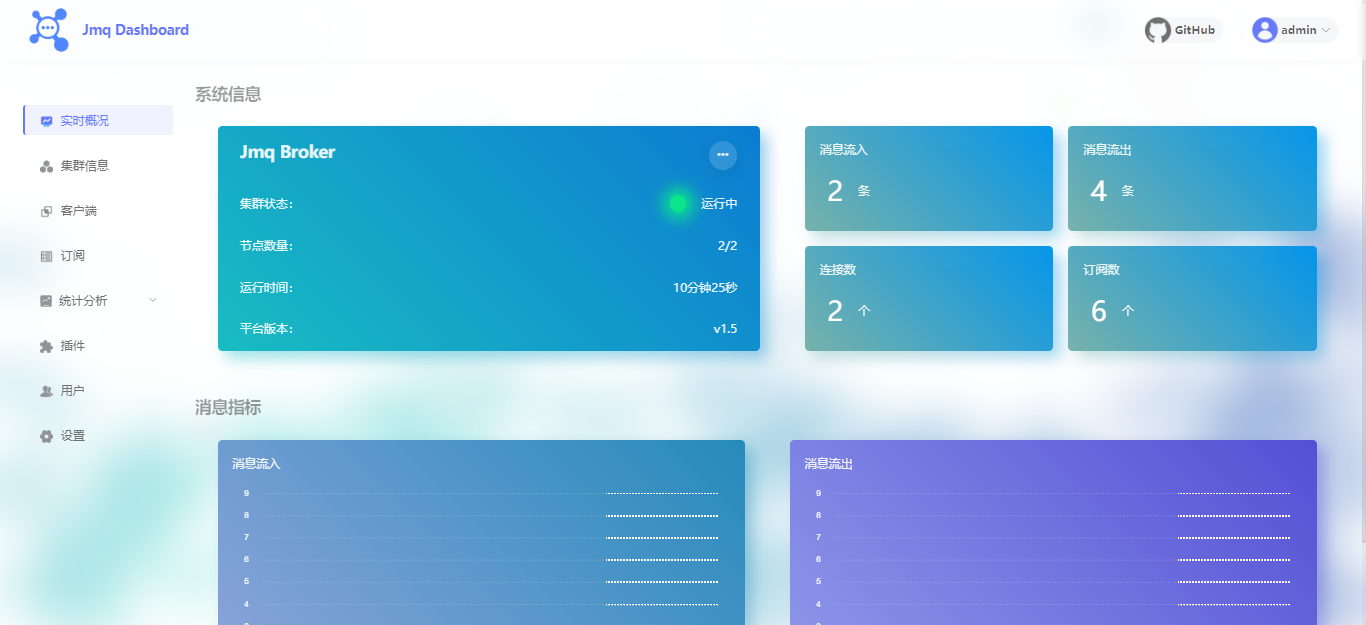 Jmq Dashboard
GitHub
admin
实时概况
集群信息
客户端
订阅
统计分析
插件
用户
设置
系统信息
Jmq Broker
集群状态：
运行中
节点数量：
2/2
运行时间：
10分钟25秒
平台版本：
v1.5
消息流入
2 条
消息流出
4 条
连接数
2 个
订阅数
6 个
消息指标
消息流入
9
8
7
6
5
4
消息流出
9
8
7
6
5
4